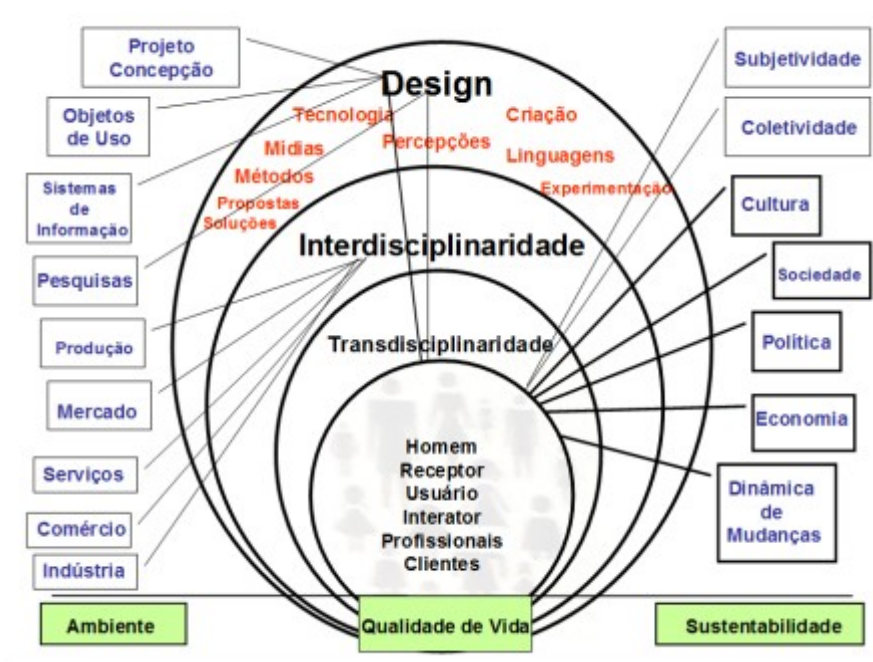 Projeto
Concepção
Objetos
de Uso
Sistemas
de
Informação
Pesquisas
Produção
Mercado
Serviços
Comércio
Indústria
Design
Tecnologia
Criação
Percepções
Mídias
Linguagens
Métodos
Experimentação
Propostas
Soluções
Interdisciplinaridade
Transdisciplinaridade
Homem
Receptor
Usuário
Interator
Profissionais
Clientes
Subjetividade
Coletividade
Cultura
Sociedade
Política
Economia
Dinâmica
de
Mudanças
Ambiente
Qualidade de Vida
Sustentabilidade